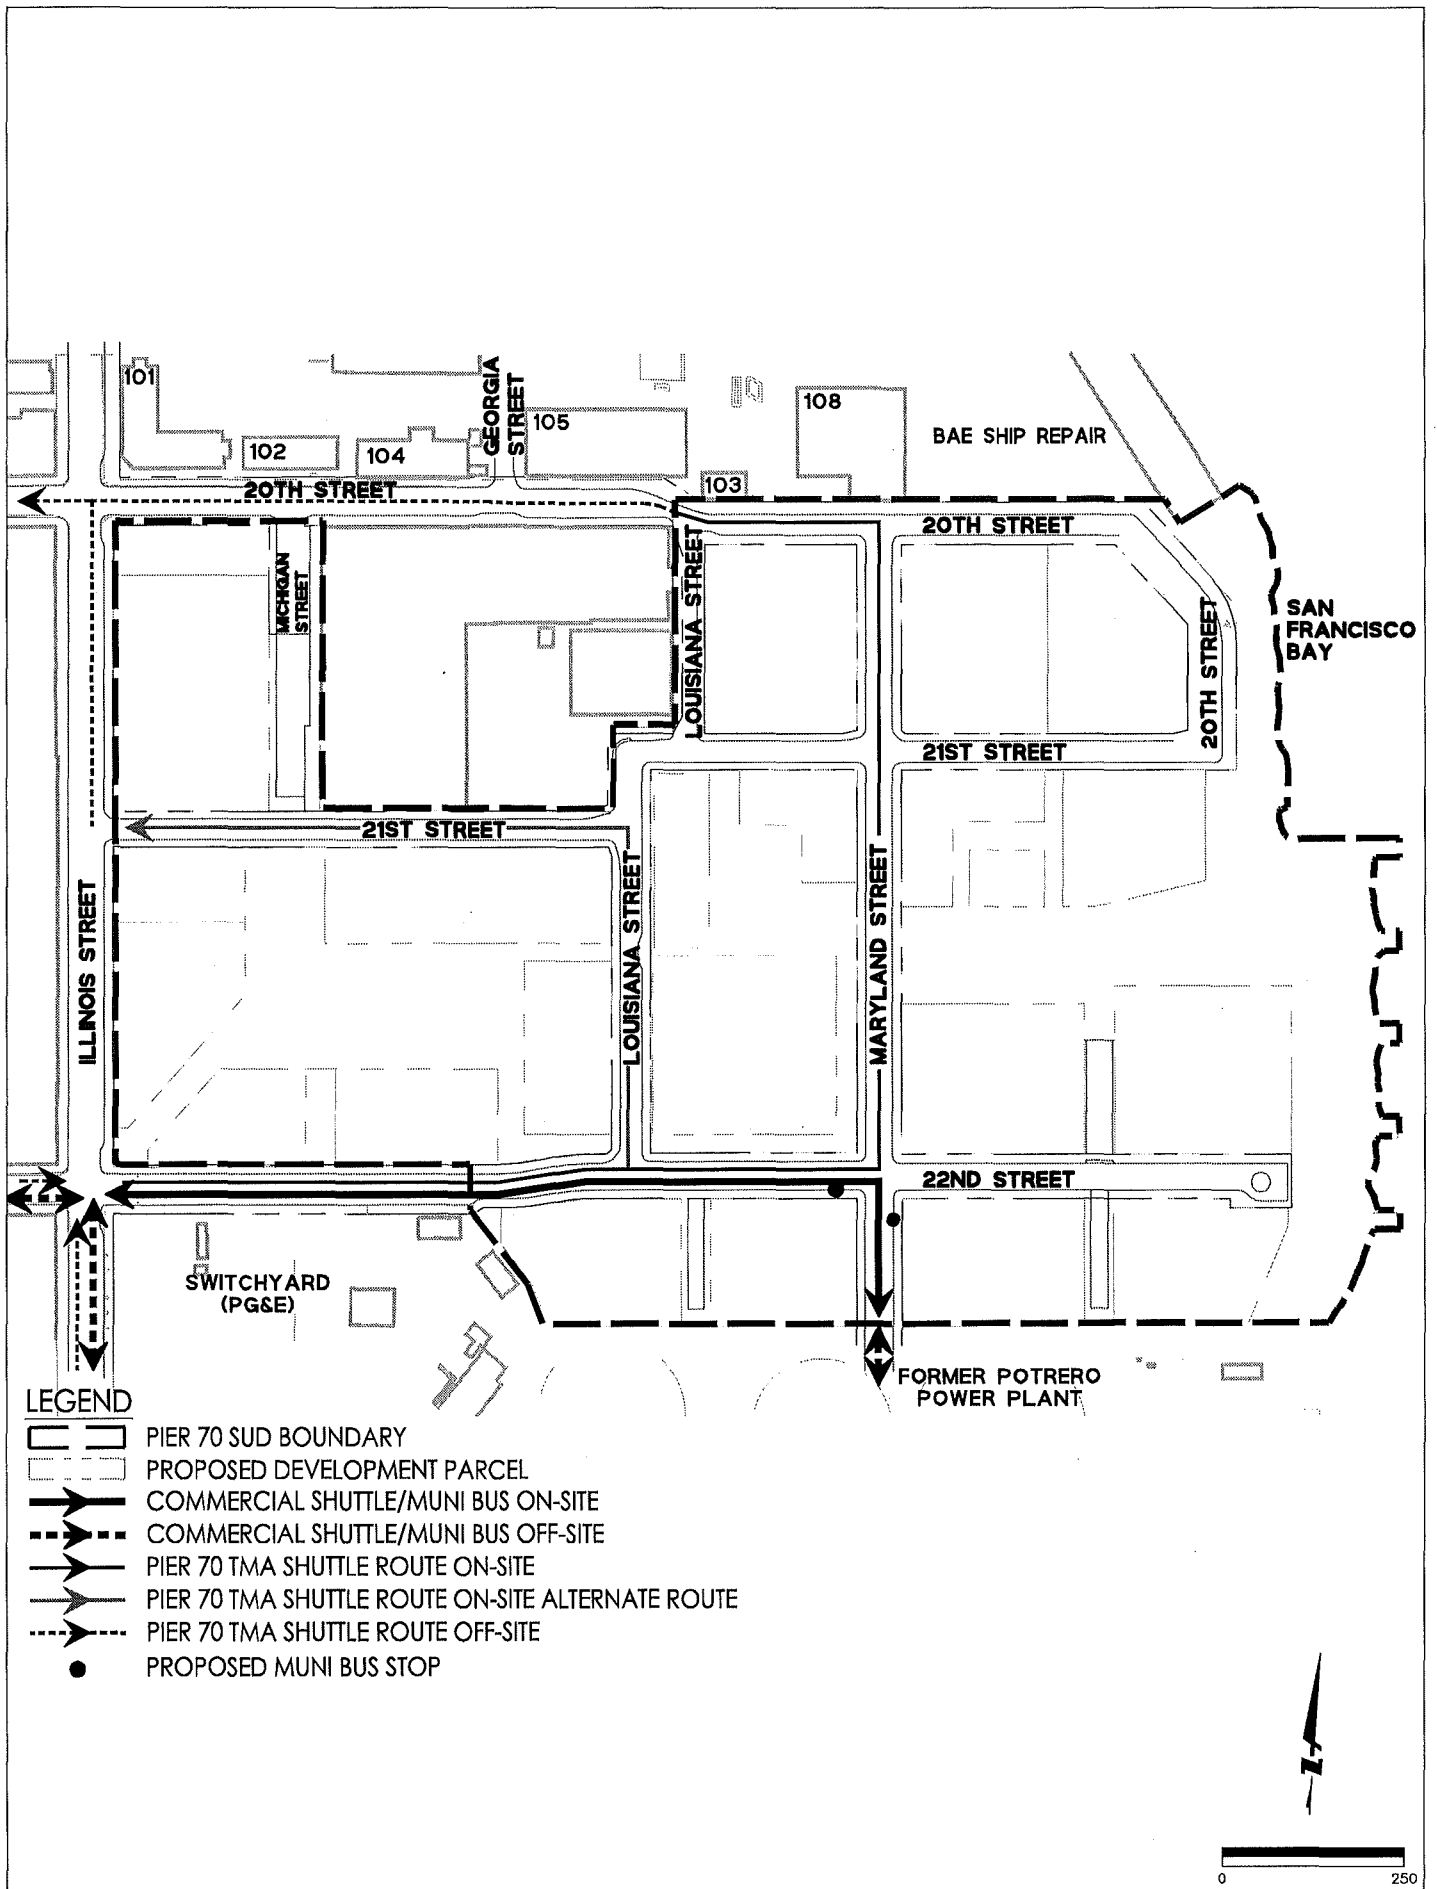 101
102
104
GEORGIA
STREET
105
108
BAE SHIP REPAIR
103
20TH STREET
20TH STREET
MICHIGAN
STREET
LOUISIANA STREET
20TH STREET
SAN
FRANCISCO
BAY
21ST STREET
21ST STREET
ILLINOIS STREET
LOUISIANA STREET
MARYLAND STREET
22ND STREET
SWITCHYARD
(PG&E)
FORMER POTRERO
POWER PLANT
LEGEND
PIER 70 SUD BOUNDARY
PROPOSED DEVELOPMENT PARCEL
COMMERCIAL SHUTTLE/MUNI BUS ON-SITE
COMMERCIAL SHUTTLE/MUNI BUS OFF-SITE
PIER 70 TMA SHUTTLE ROUTE ON-SITE
PIER 70 TMA SHUTTLE ROUTE ON-SITE ALTERNATE ROUTE
PIER 70 TMA SHUTTLE ROUTE OFF-SITE
PROPOSED MUNI BUS STOP
Z
0 250